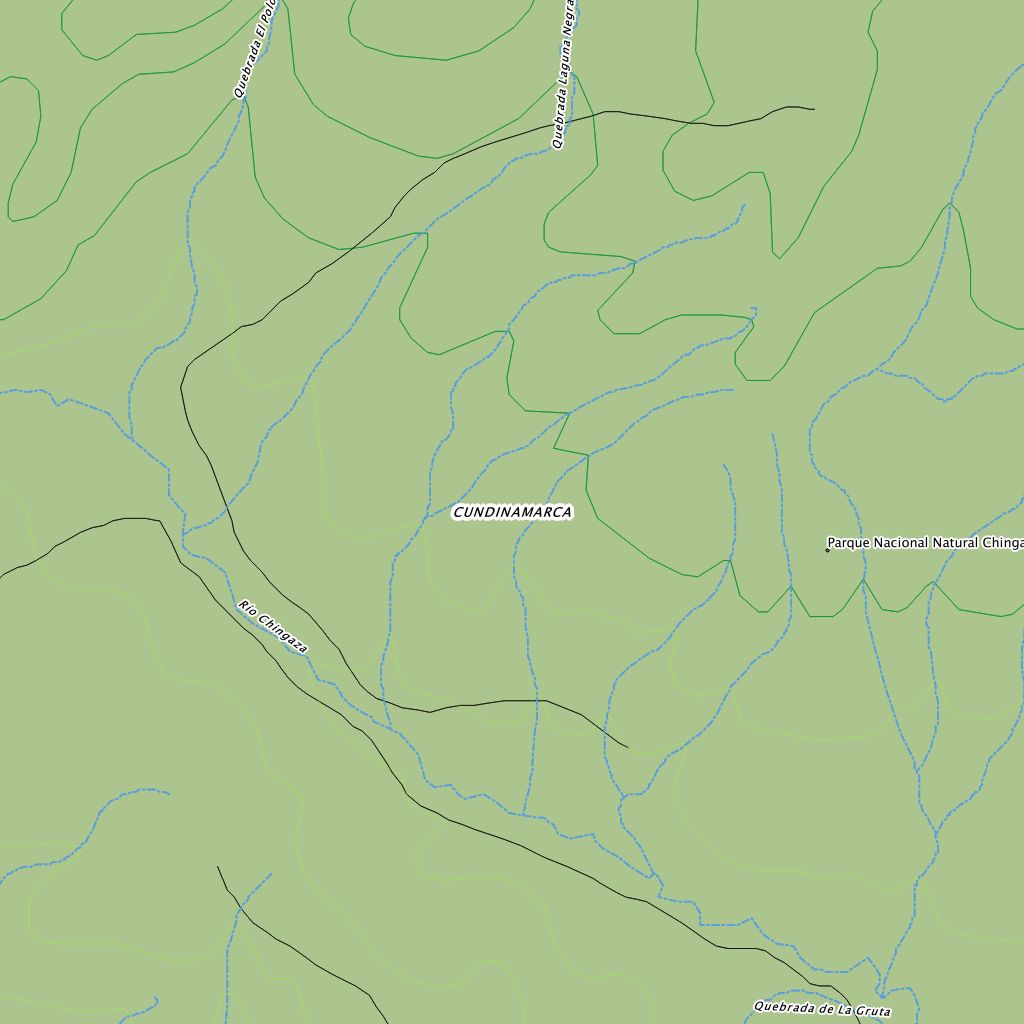 Quebrada El Polo
Quebrada Laguna Negra
CUNDINAMARCA
Parque Nacional Natural Chinga
Río Chingaza
Quebrada de La Gruta